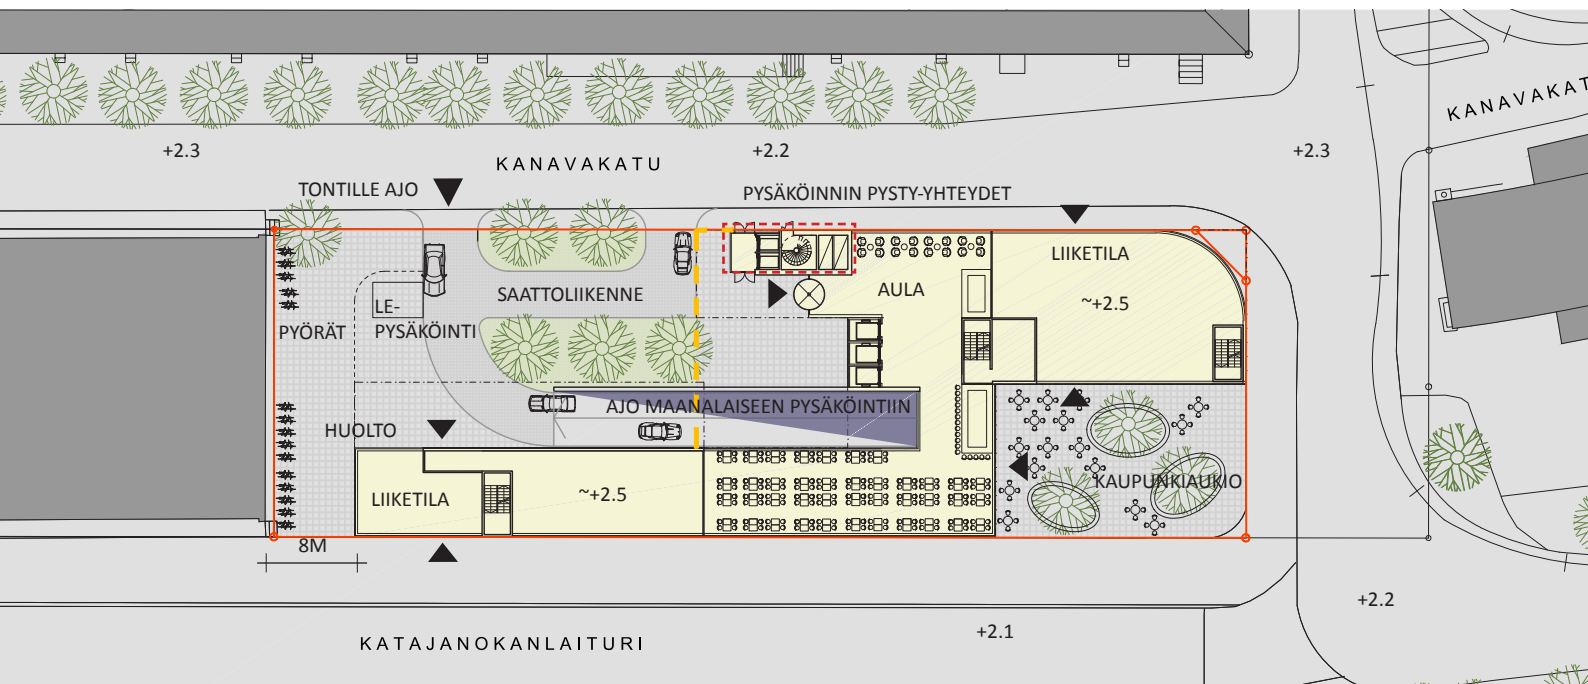 KANAVAKAT
+2.3
+2.2
+2.3
KANAVAKATU
TONTILLE AJO
PYSÄKÖINNIN PYSTY-YHTEYDET
LIIKETILA
AULA
SAATTOLIIKENNE
~+2.5
LE-
PYSÄKÖINTI
PYÖRÄT
AJO MAANALAISEEN PYSÄKÖINTIIN
HUOLTO
KAUPUNKIAUKIO
LIIKETILA
~+2.5
8M
+2.2
+2.1
KATAJANOKANLAITURI